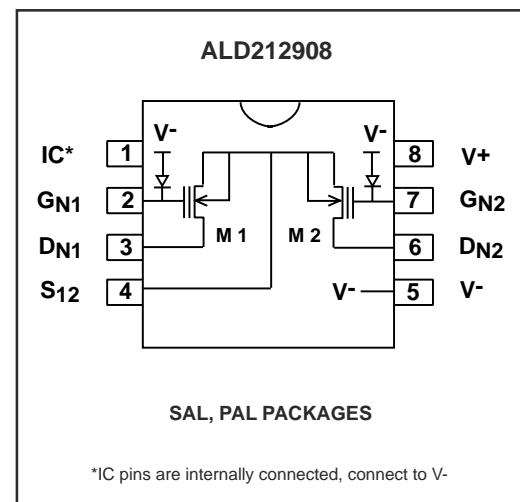 ALD212908
V- V-
IC* 1 8 V+
GN1 2 7 GN2
DN1 3 M 1 M 2 6 DN2
S12 4 V- 5 V-
SAL, PAL PACKAGES
*IC pins are internally connected, connect to V-